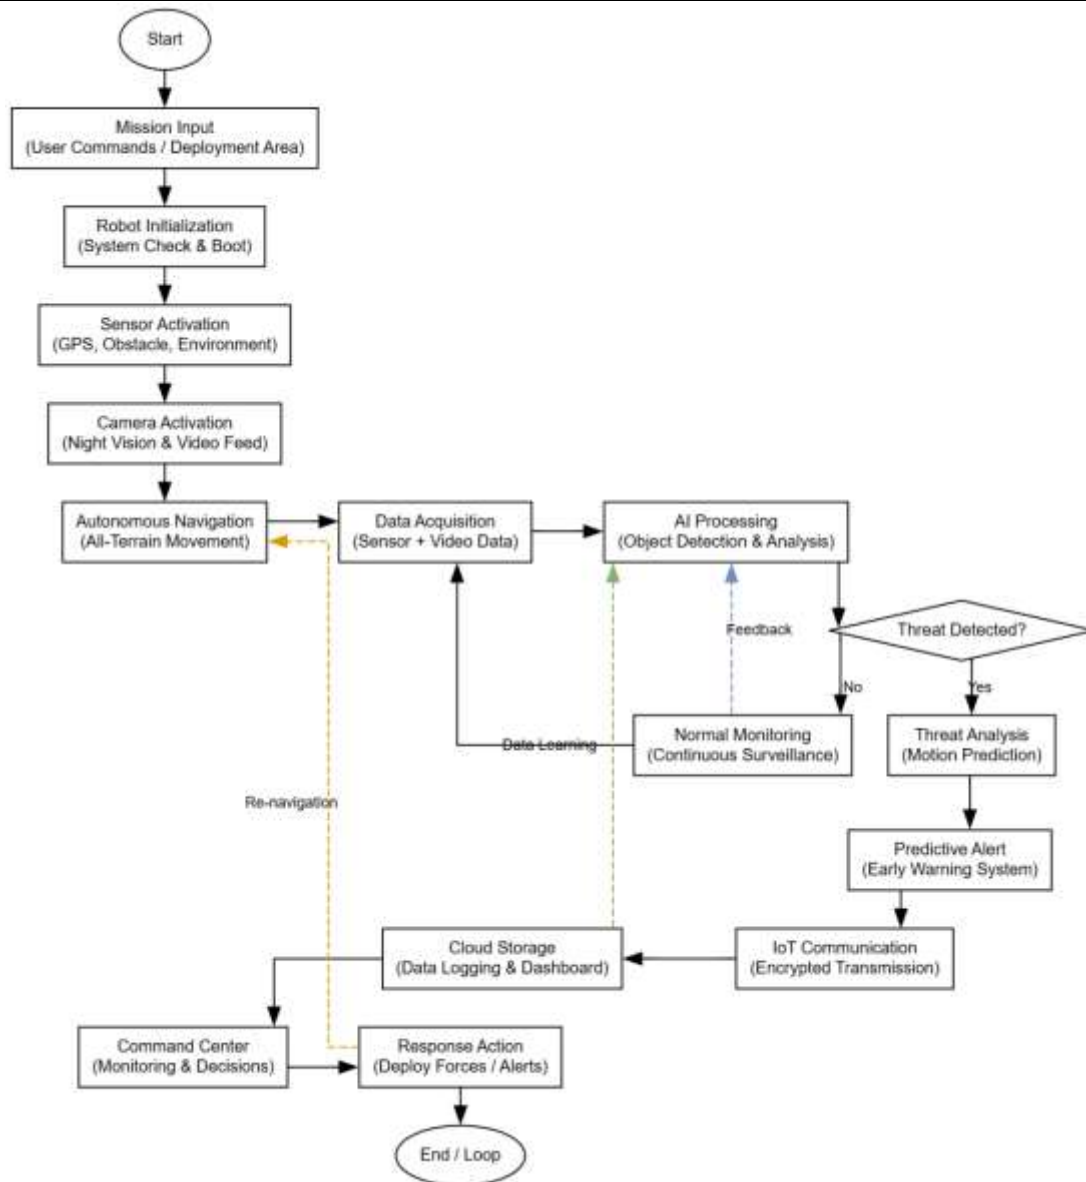 Start
Mission Input
(User Commands / Deployment Area)
Robot Initialization
(System Check & Boot)
Sensor Activation
(GPS, Obstacle, Environment)
Camera Activation
(Night Vision & Video Feed)
Autonomous Navigation
(All-Terrain Movement)
Data Acquisition
(Sensor + Video Data)
AI Processing
(Object Detection & Analysis)
Feedback
Threat Detected?
No
Yes
Normal Monitoring
(Continuous Surveillance)
Threat Analysis
(Motion Prediction)
Data Learning
Re-navigation
Predictive Alert
(Early Warning System)
Cloud Storage
(Data Logging & Dashboard)
IoT Communication
(Encrypted Transmission)
Command Center
(Monitoring & Decisions)
Response Action
(Deploy Forces / Alerts)
End / Loop